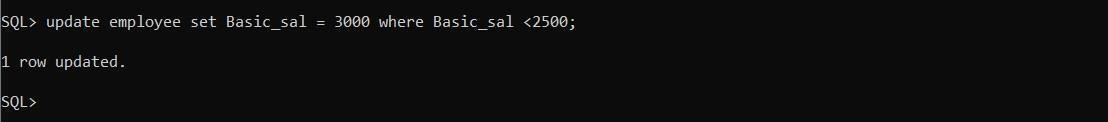 SQL> update employee set Basic_sal = 3000 where Basic_sal <2500;
1 row updated.
SQL>